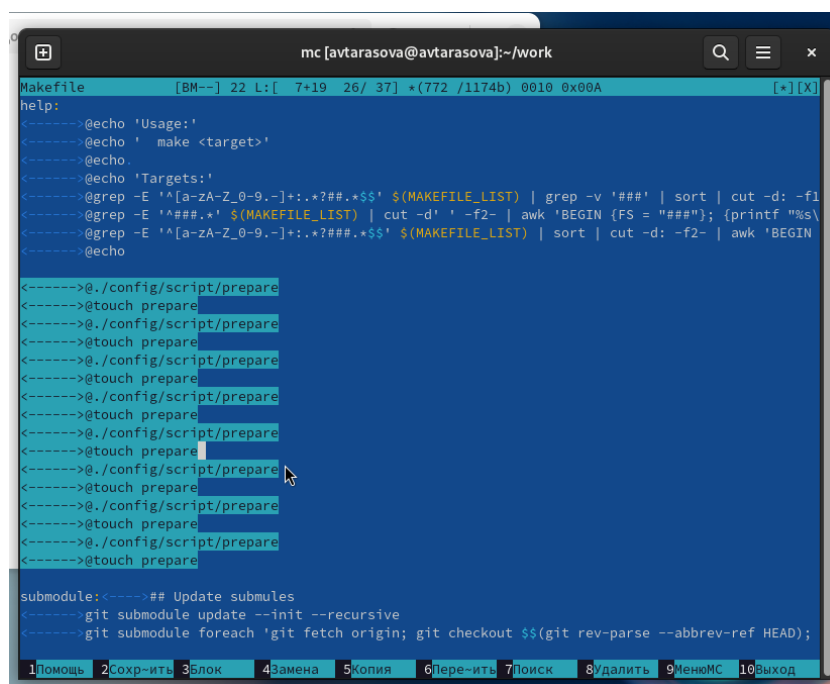 mc [avtarasova@avtarasova]:~/work
Makefile [BM--] 22 L:[ 7+19 26/ 37] *(772 /1174b) 0010 0x00A [*][X]
help:
<------>@echo 'Usage:'
<------>@echo '  make <target>'
<------>@echo.
<------>@echo 'Targets:'
<------>@grep -E '^[a-zA-Z_0-9.-]+:.*?##.*$$' $(MAKEFILE_LIST) | grep -v '###' | sort | cut -d: -f1
<------>@grep -E '^###.*' $(MAKEFILE_LIST) | cut -d' ' -f2- | awk 'BEGIN {FS = "###"}; {printf "%s\
<------>@grep -E '^[a-zA-Z_0-9.-]+:.*?###.*$$' $(MAKEFILE_LIST) | sort | cut -d: -f2- | awk 'BEGIN
<------>@echo
<------>@./config/script/prepare
<------>@touch prepare
<------>@./config/script/prepare
<------>@touch prepare
<------>@./config/script/prepare
<------>@touch prepare
<------>@./config/script/prepare
<------>@touch prepare
<------>@./config/script/prepare
<------>@touch prepare
<------>@./config/script/prepare
<------>@touch prepare
<------>@./config/script/prepare
<------>@touch prepare
<------>@./config/script/prepare
<------>@touch prepare
submodule:<---->## Update submules
<------>git submodule update --init --recursive
<------>git submodule foreach 'git fetch origin; git checkout $$(git rev-parse --abbrev-ref HEAD);
1Помощь 2Сохр~ить 3Блок 4Замена 5Копия 6Пере~ить 7Поиск 8Удалить 9МенюMC 10Выход